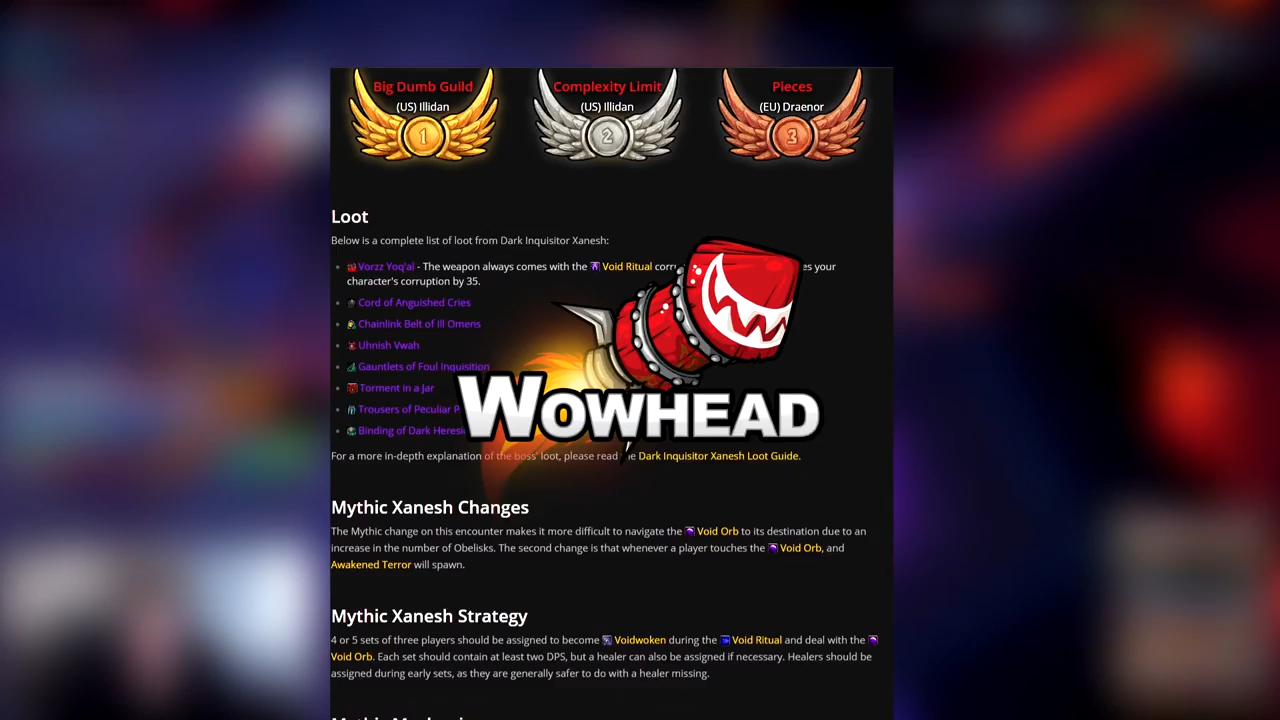 Big Dumb Guild
(US) Illidan
1
Complexity Limit
(US) Illidan
2
Pieces
(EU) Draenor
3
Loot
Below is a complete list of loot from Dark Inquisitor Xanesh:
Vorzz Yoq'al - The weapon always comes with the Void Ritual your
character's corruption by 35.
Cord of Anguished Cries
Chainlink Belt of Ill Omens
Uhnish Vwah
Gauntlets of Foul Inquisition
Torment in a Jar
Trousers of Peculiar
Binding of Dark
WOWHEAD
For a more in-depth explanation of the boss' loot, please read Dark Inquisitor Xanesh Loot Guide.
Mythic Xanesh Changes
The Mythic change on this encounter makes it more difficult to navigate the Void Orb to its destination due to an
increase in the number of Obelisks. The second change is that whenever a player touches the Void Orb, and
Awakened Terror will spawn.
Mythic Xanesh Strategy
4 or 5 sets of three players should be assigned to become Voidwoken during the Void Ritual and deal with the
Void Orb. Each set should contain at least two DPS, but a healer can also be assigned if necessary. Healers should be
assigned during early sets, as they are generally safer to do with a healer missing.